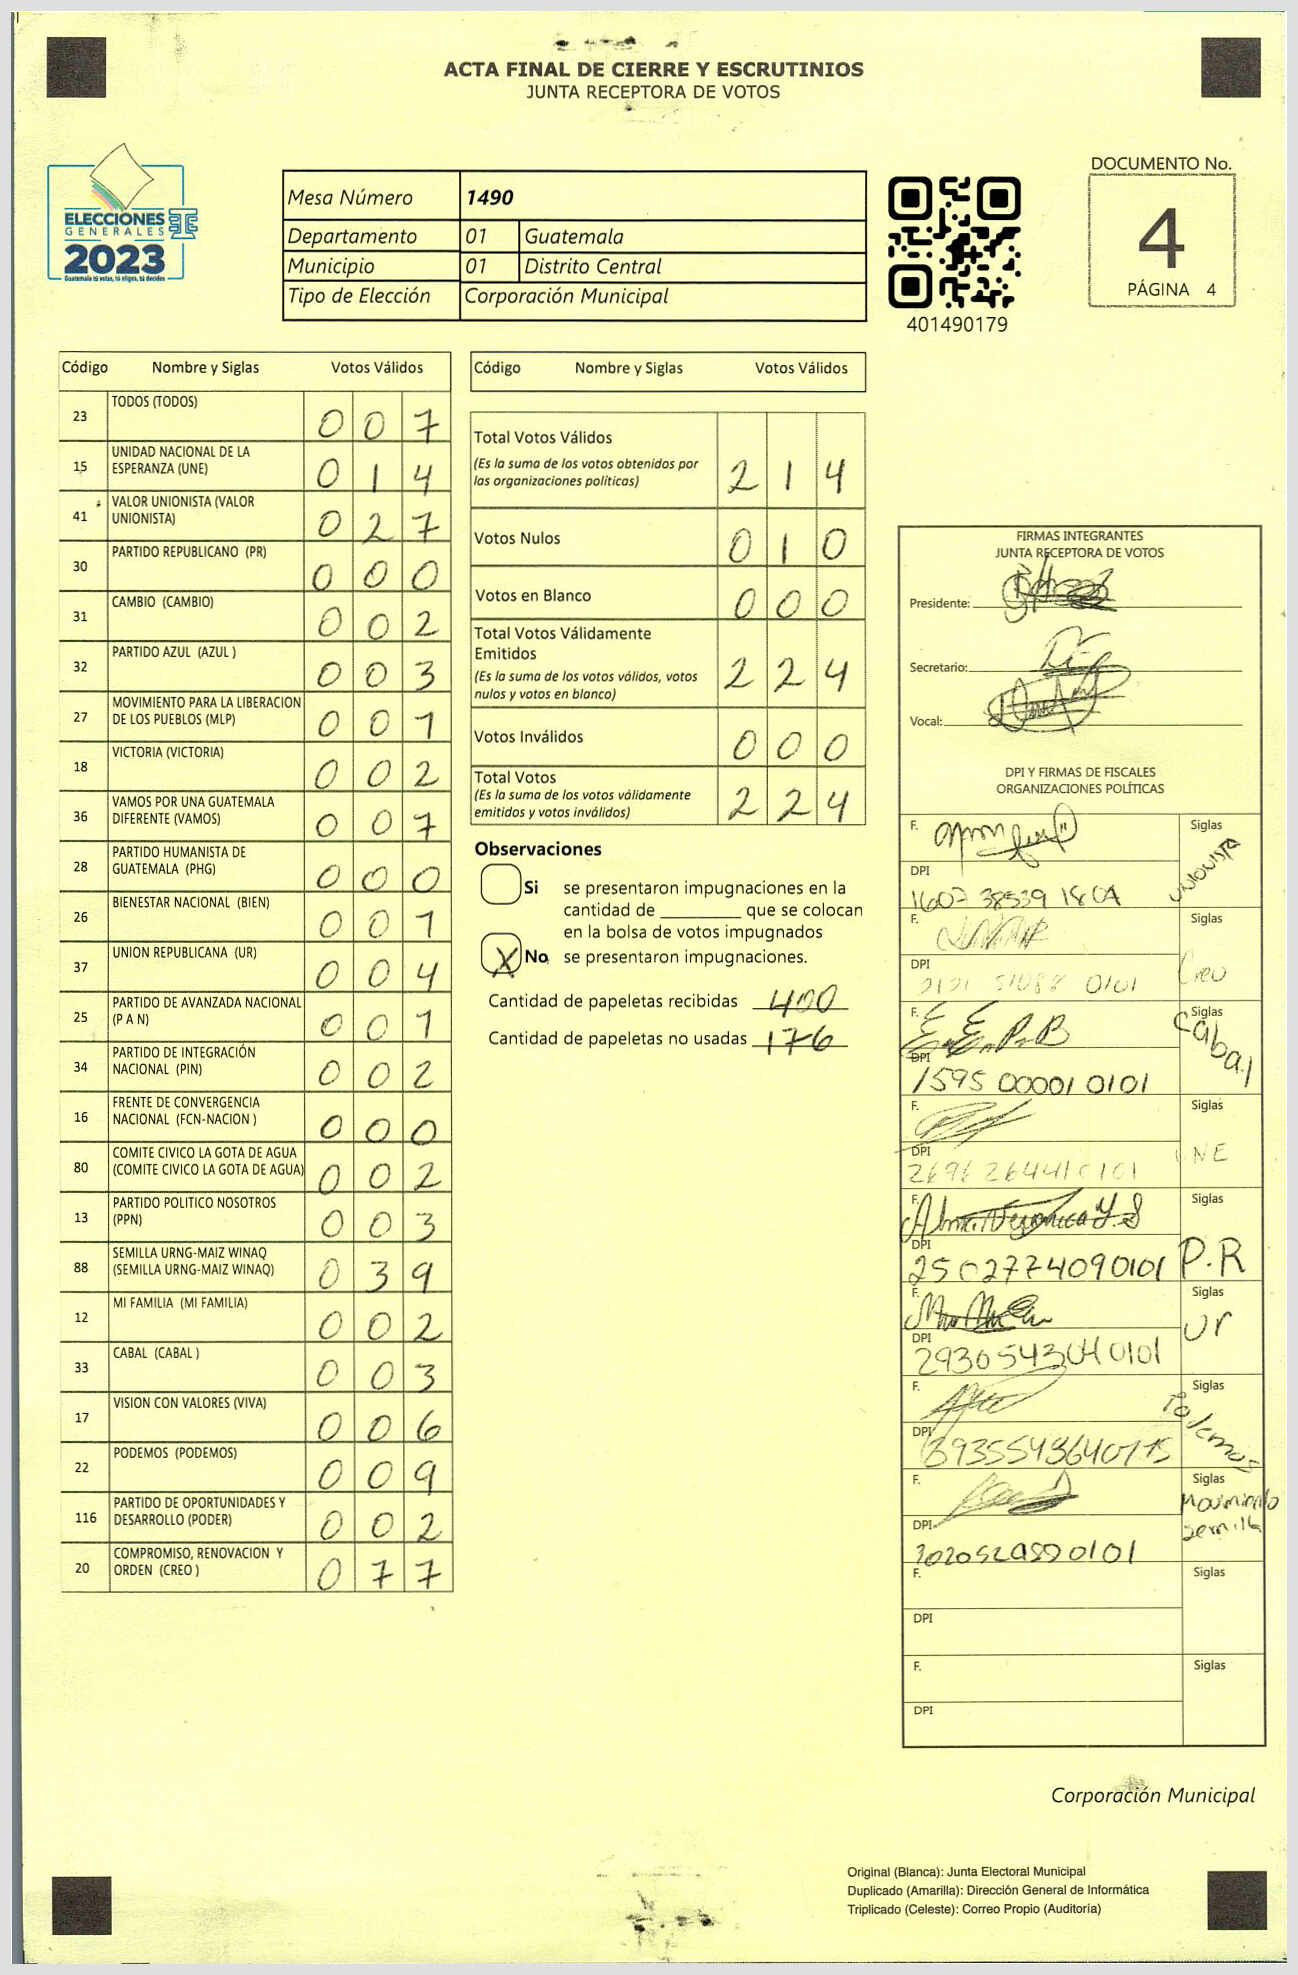 ACTA FINAL DE CIERRE Y ESCRUTINIOS
JUNTA RECEPTORA DE VOTOS
ELECCIONES
GENERALES
2023
Guatemala tú votas, tú eliges, tú decides
Mesa Número 1490
Departamento 01 Guatemala
Municipio 01 Distrito Central
Tipo de Elección Corporación Municipal
401490179
DOCUMENTO No.
4
PÁGINA 4
Código Nombre y Siglas Votos Válidos
23 TODOS (TODOS) 0 0 7
15 UNIDAD NACIONAL DE LA ESPERANZA (UNE) 0 1 4
41 VALOR UNIONISTA (VALOR UNIONISTA) 0 2 7
30 PARTIDO REPUBLICANO (PR) 0 0 0
31 CAMBIO (CAMBIO) 0 0 2
32 PARTIDO AZUL (AZUL ) 0 0 3
27 MOVIMIENTO PARA LA LIBERACION DE LOS PUEBLOS (MLP) 0 0 1
18 VICTORIA (VICTORIA) 0 0 2
36 VAMOS POR UNA GUATEMALA DIFERENTE (VAMOS) 0 0 7
28 PARTIDO HUMANISTA DE GUATEMALA (PHG) 0 0 0
26 BIENESTAR NACIONAL (BIEN) 0 0 1
37 UNION REPUBLICANA (UR) 0 0 4
25 PARTIDO DE AVANZADA NACIONAL (P A N) 0 0 1
34 PARTIDO DE INTEGRACIÓN NACIONAL (PIN) 0 0 2
16 FRENTE DE CONVERGENCIA NACIONAL (FCN-NACION ) 0 0 0
80 COMITE CIVICO LA GOTA DE AGUA (COMITE CIVICO LA GOTA DE AGUA) 0 0 2
13 PARTIDO POLITICO NOSOTROS (PPN) 0 0 3
88 SEMILLA URNG-MAIZ WINAQ (SEMILLA URNG-MAIZ WINAQ) 0 3 9
12 MI FAMILIA (MI FAMILIA) 0 0 2
33 CABAL (CABAL ) 0 0 3
17 VISION CON VALORES (VIVA) 0 0 6
22 PODEMOS (PODEMOS) 0 0 9
116 PARTIDO DE OPORTUNIDADES Y DESARROLLO (PODER) 0 0 2
20 COMPROMISO, RENOVACION Y ORDEN (CREO ) 0 7 7
Código Nombre y Siglas Votos Válidos
Total Votos Válidos 2 1 4
(Es la suma de los votos obtenidos por
las organizaciones políticas)
Votos Nulos 0 1 0
Votos en Blanco 0 0 0
Total Votos Válidamente
Emitidos 2 2 4
(Es la suma de los votos válidos, votos
nulos y votos en blanco)
Votos Inválidos 0 0 0
Total Votos 2 2 4
(Es la suma de los votos válidamente
emitidos y votos inválidos)
Observaciones
Si se presentaron impugnaciones en la
cantidad de ________ que se colocan
en la bolsa de votos impugnados
X No se presentaron impugnaciones.
Cantidad de papeletas recibidas 400
Cantidad de papeletas no usadas 176
FIRMAS INTEGRANTES
JUNTA RECEPTORA DE VOTOS
Presidente:
Secretario:
Vocal:
DPI Y FIRMAS DE FISCALES
ORGANIZACIONES POLÍTICAS
F. Siglas
UNIONISTA
DPI
1607 38539 1804
F. Siglas
Creo
DPI
0101
F. E. E. P. B Siglas
Cabal
DPI
1595 00001 0101
F. Siglas
UNE
DPI
2696 26441 0101
F. Siglas
P.R
DPI
2502774090101
F. Siglas
Ur
DPI
2930543040101
F. Siglas
Podemos
DPI
F. Siglas
Movimiento
semilla
DPI
F. Siglas
DPI
F. Siglas
DPI
Corporación Municipal
Original (Blanca): Junta Electoral Municipal
Duplicado (Amarilla): Dirección General de Informática
Triplicado (Celeste): Correo Propio (Auditoría)